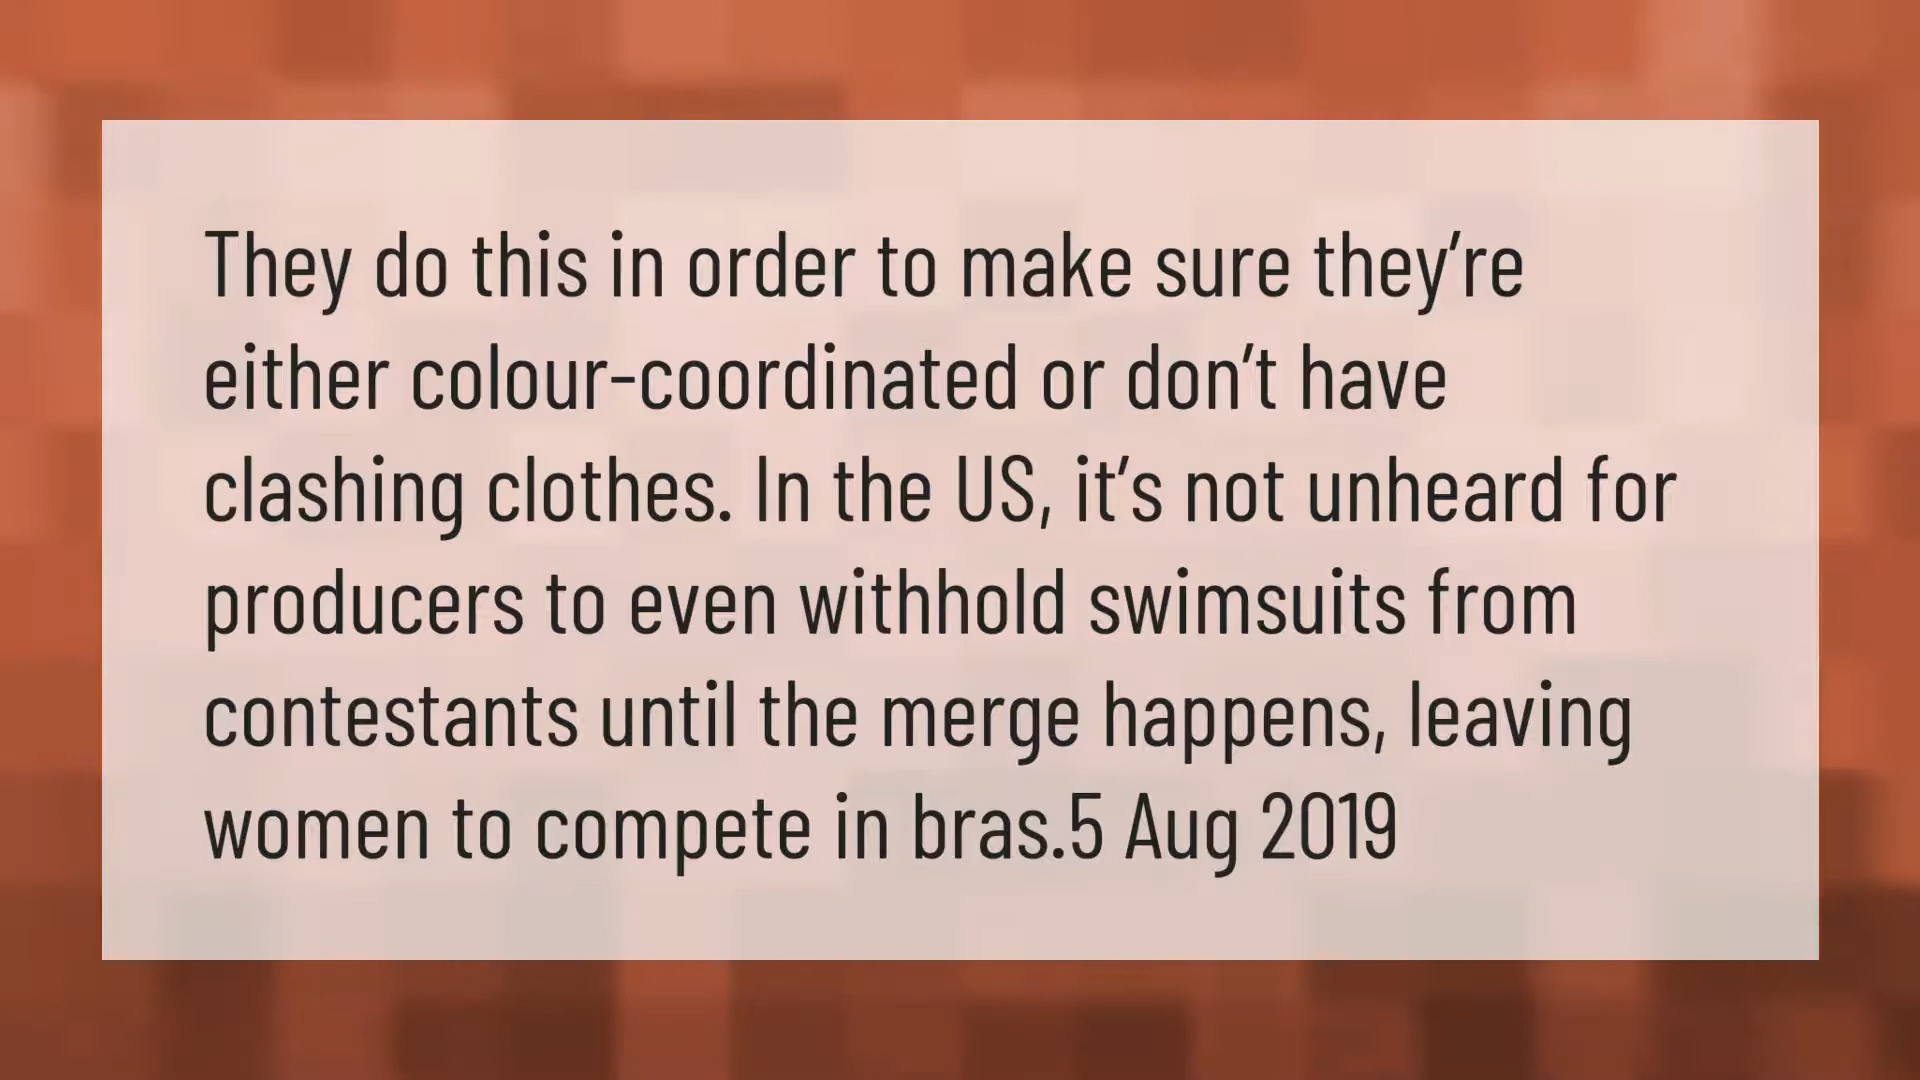 They do this in order to make sure they're
either colour-coordinated or don't have
clashing clothes. In the US, it's not unheard for
producers to even withhold swimsuits from
contestants until the merge happens, leaving
women to compete in bras.5 Aug 2019